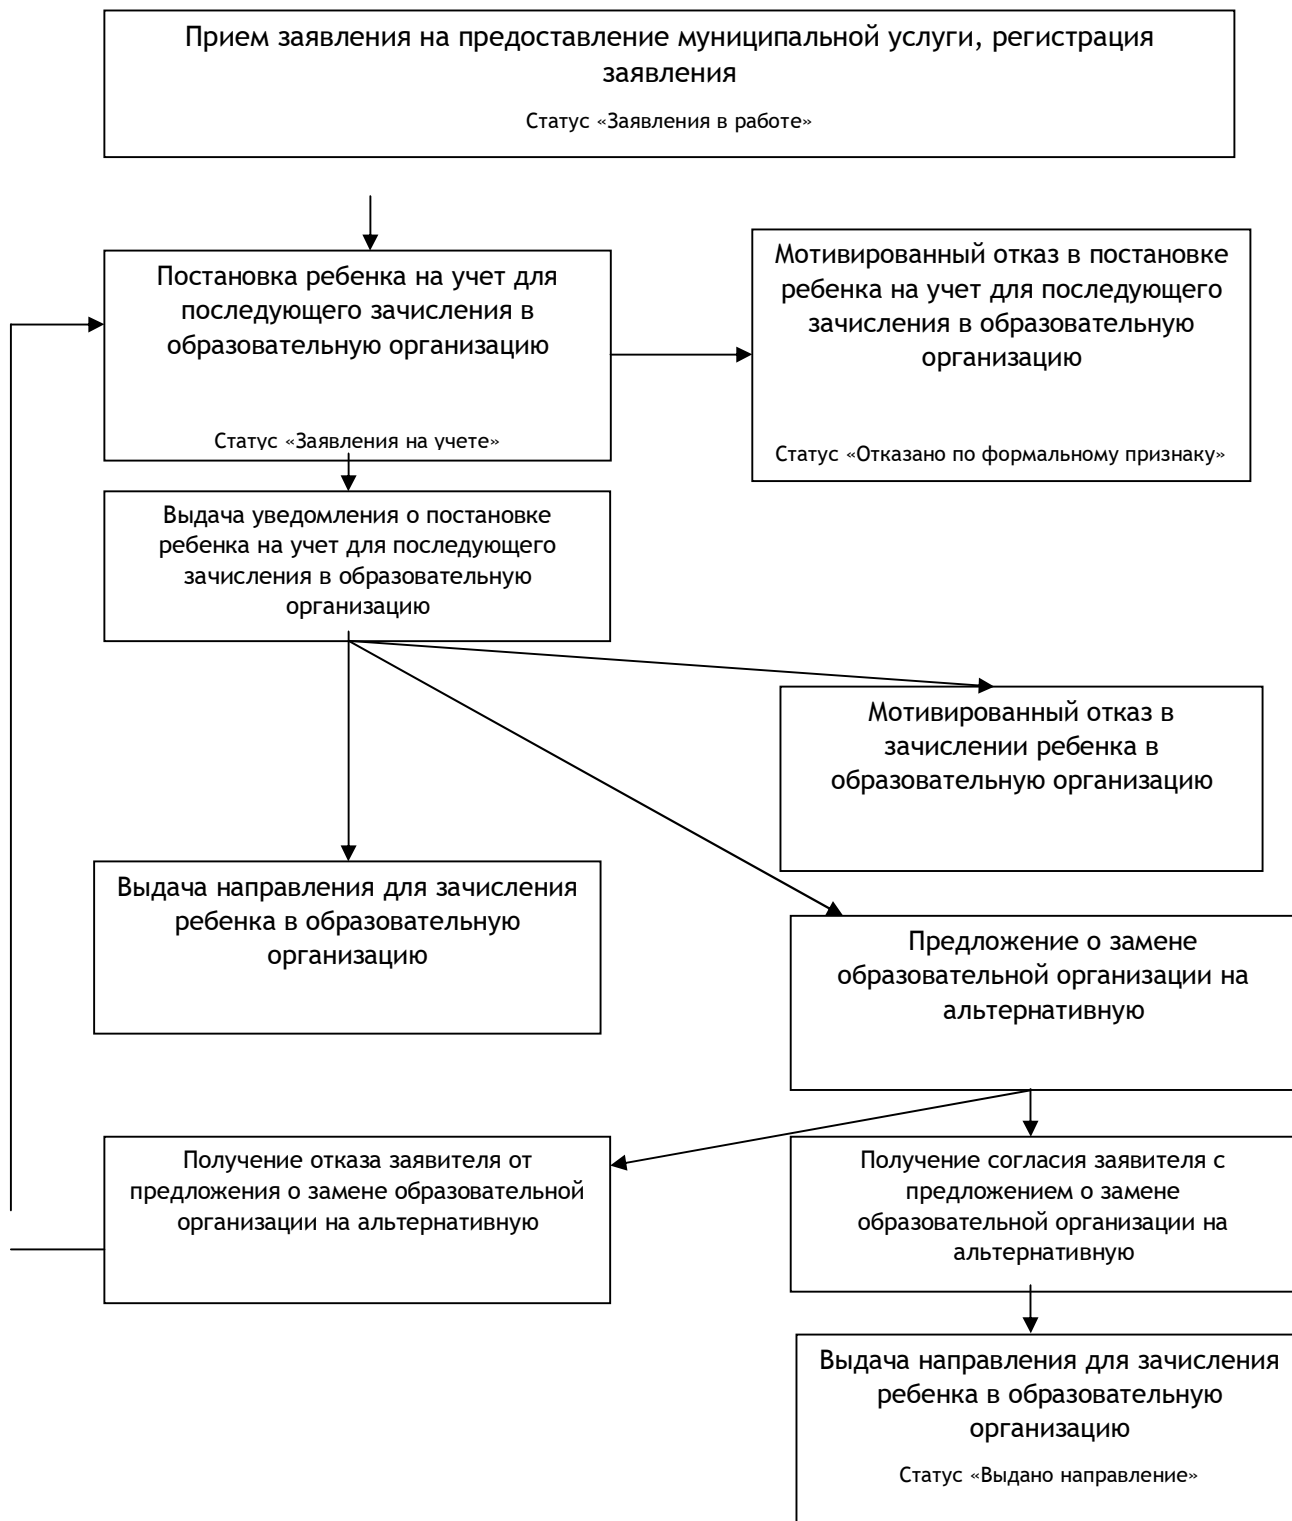 Прием заявления на предоставление муниципальной услуги, регистрация
заявления
Статус «Заявления в работе»
Постановка ребенка на учет для
последующего зачисления в
образовательную организацию
Статус «Заявления на учете»
Мотивированный отказ в постановке
ребенка на учет для последующего
зачисления в образовательную
организацию
Статус «Отказано по формальному признаку»
Выдача уведомления о постановке
ребенка на учет для последующего
зачисления в образовательную
организацию
Мотивированный отказ в
зачислении ребенка в
образовательную организацию
Выдача направления для зачисления
ребенка в образовательную
организацию
Предложение о замене
образовательной организации на
альтернативную
Получение отказа заявителя от
предложения о замене образовательной
организации на альтернативную
Получение согласия заявителя с
предложением о замене
образовательной организации на
альтернативную
Выдача направления для зачисления
ребенка в образовательную
организацию
Статус «Выдано направление»